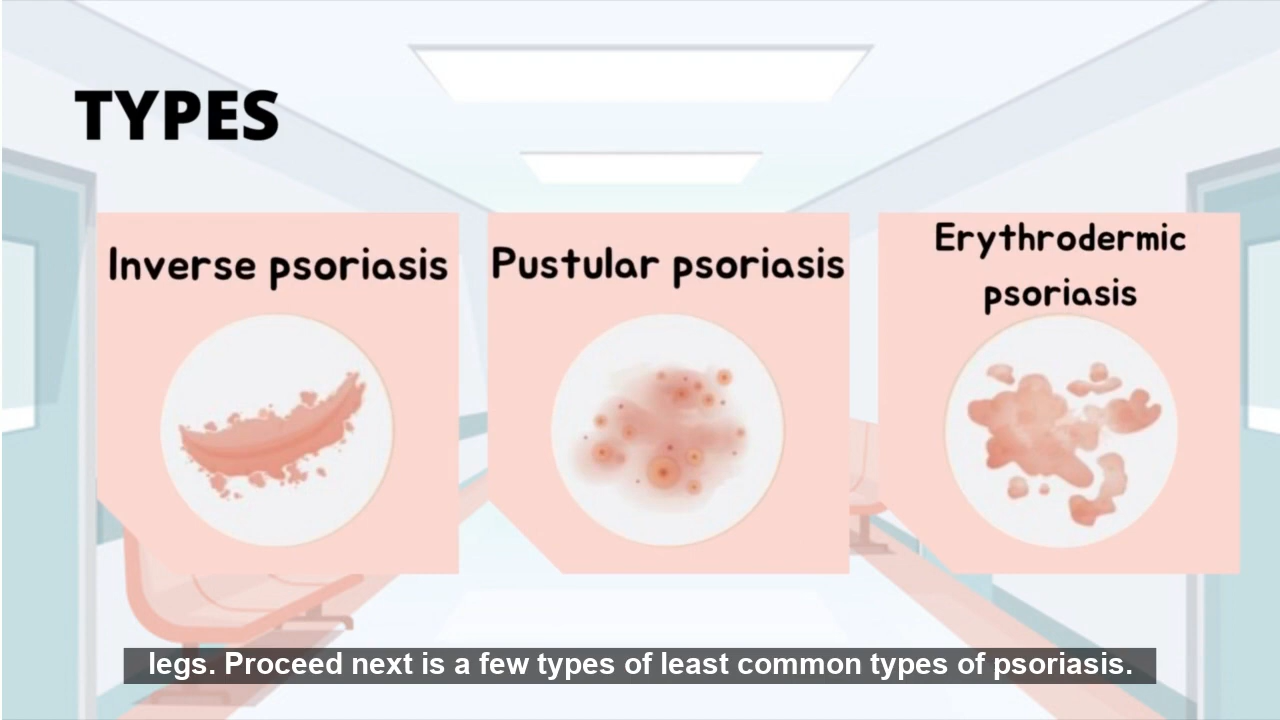 TYPES
Inverse psoriasis
Pustular psoriasis
Erythrodermic
psoriasis
legs. Proceed next is a few types of least common types of psoriasis.